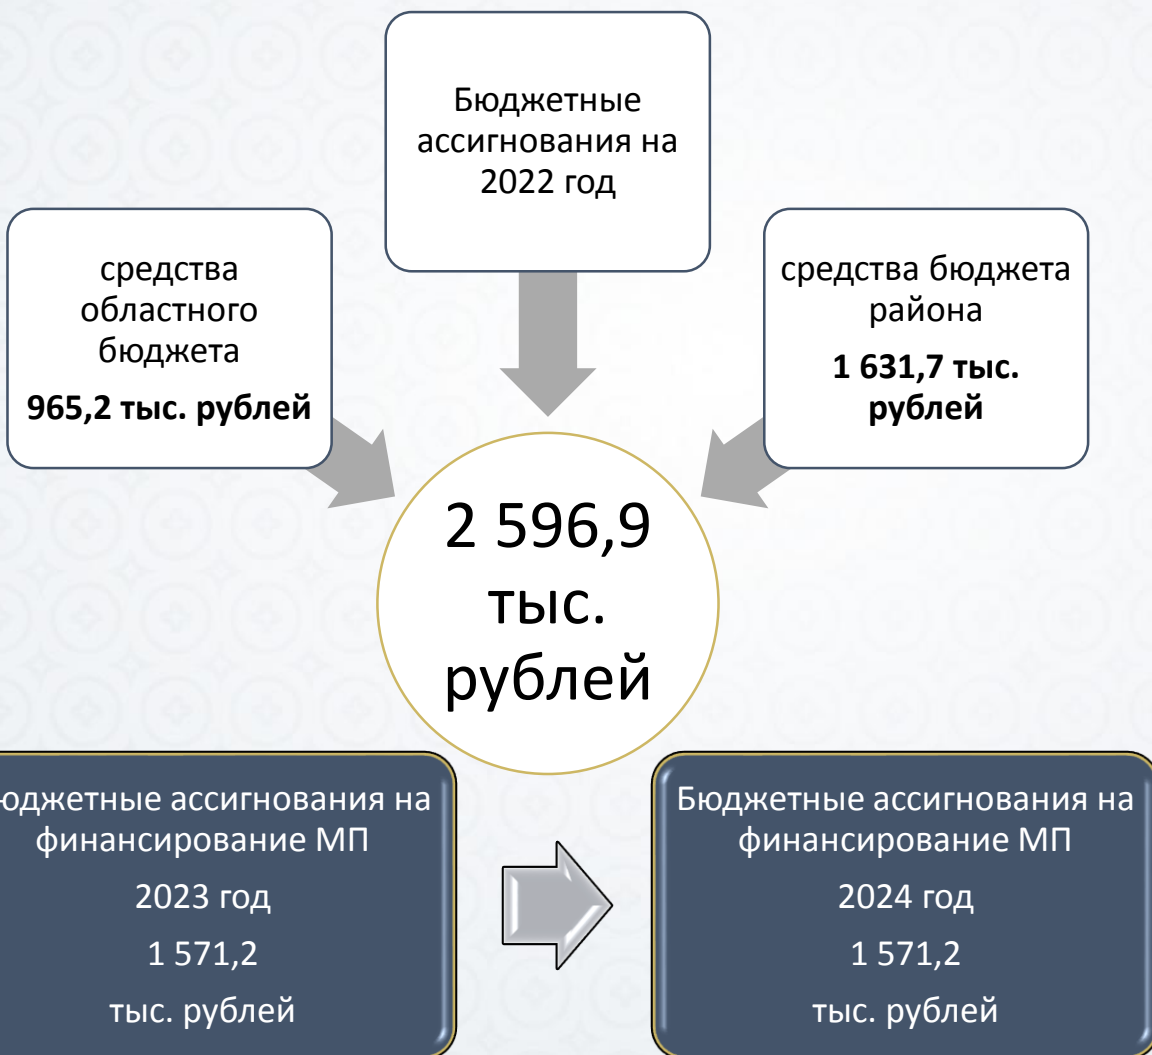 Бюджетные
ассигнования на
2022 год
средства
областного
бюджета
965,2 тыс. рублей
средства бюджета
района
1 631,7 тыс.
рублей
2 596,9
тыс.
рублей
юджетные ассигнования на
финансирование МП
2023 год
1 571,2
тыс. рублей
Бюджетные ассигнования на
финансирование МП
2024 год
1 571,2
тыс. рублей